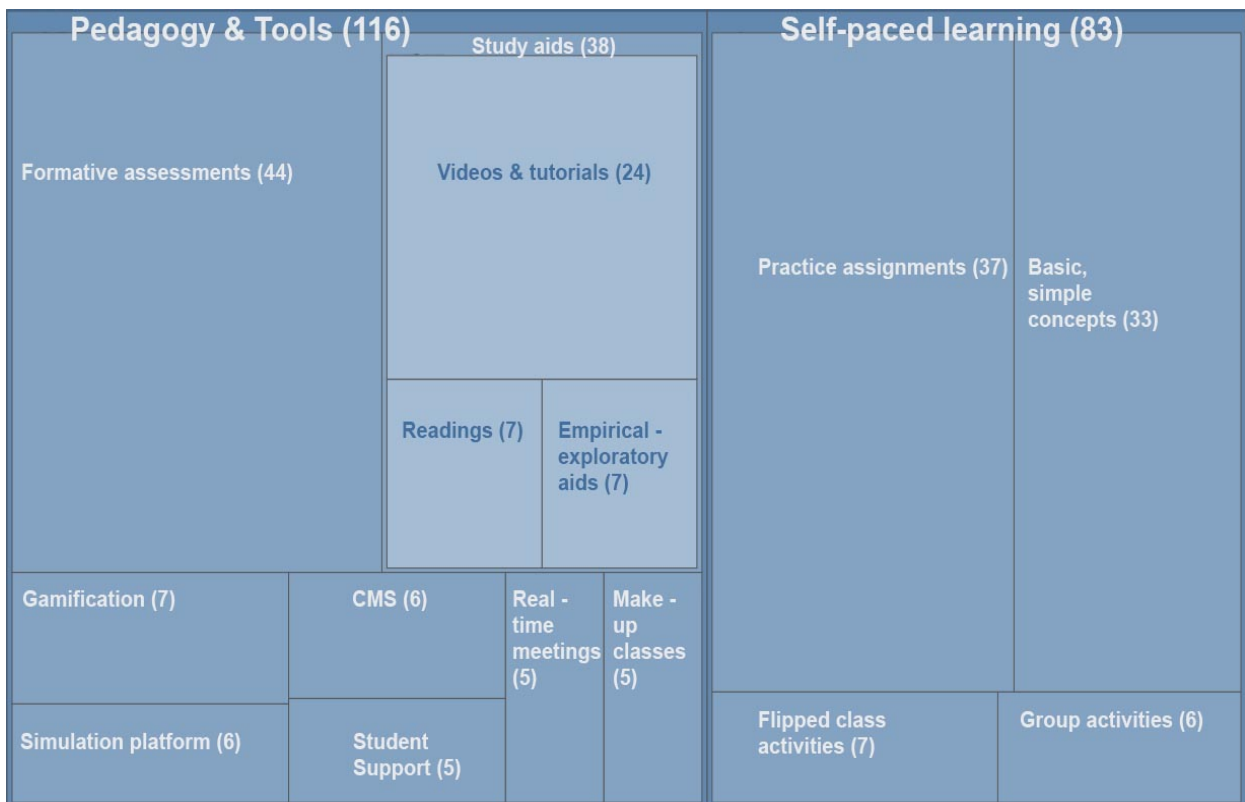 Pedagogy & Tools (116)
Study aids (38)
Formative assessments (44)
Videos & tutorials (24)
Readings (7)
Empirical -
exploratory
aids (7)
Gamification (7)
CMS (6)
Real -
time
meetings
(5)
Make -
up
classes
(5)
Simulation platform (6)
Student
Support (5)
Self-paced learning (83)
Practice assignments (37)
Basic,
simple
concepts (33)
Flipped class
activities (7)
Group activities (6)